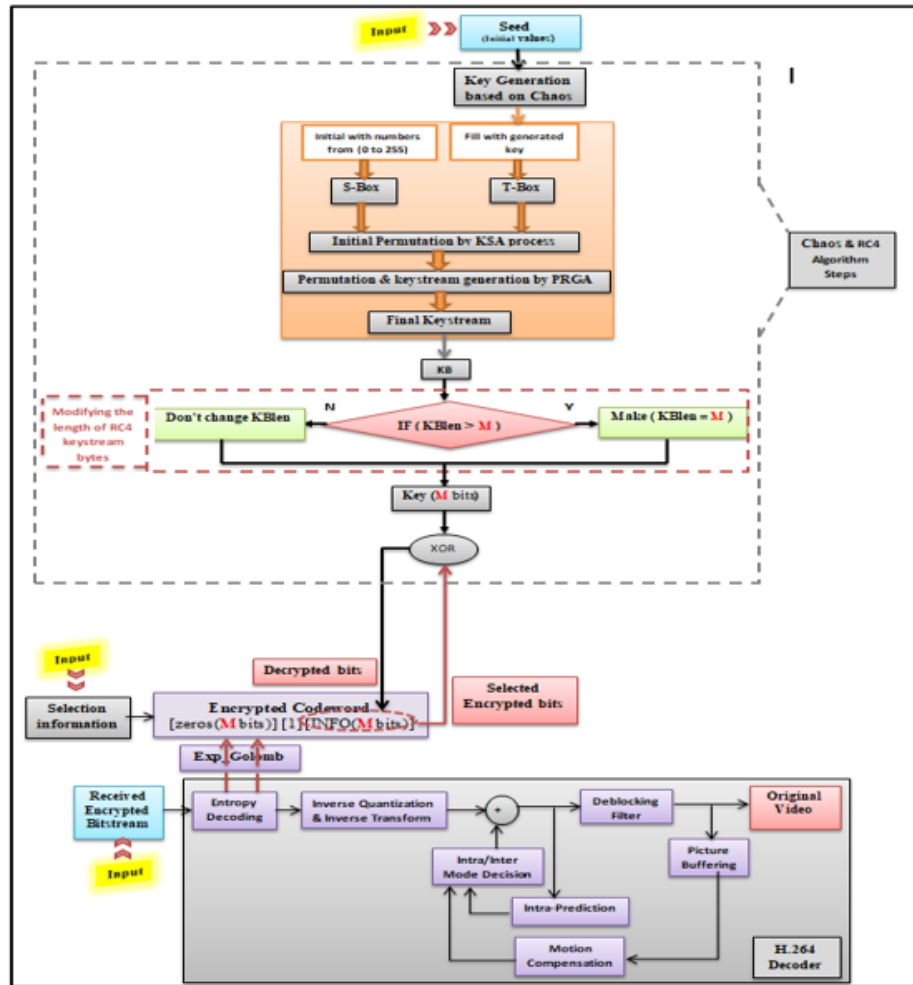 Input
Seed
(Initial values)
I
Key Generation
based on Chaos
Initial with numbers
from (0 to 255)
Fill with generated
key
S-Box
T-Box
Initial Permutation by KSA process
Permutation & keystream generation by PRGA
Final Keystream
Chaos & RC4
Algorithm
Steps
KB
Modifying the
length of RC4
keystream
bytes
Don't change KBlen
N
IF ( KBlen > M )
Y
Make ( KBlen = M )
Key (M bits)
XOR
Input
Decrypted bits
Selected
Encrypted bits
Selection
information
Encrypted Codeword
[zeros(M bits)] [1][INFO(M bits)]
Exp_Golomb
Received
Encrypted
Bitstream
Input
Entropy
Decoding
Inverse Quantization
& Inverse Transform
+
Deblocking
Filter
Original
Video
Intra/Inter
Mode Decision
Picture
Buffering
Intra-Prediction
Motion
Compensation
H.264
Decoder